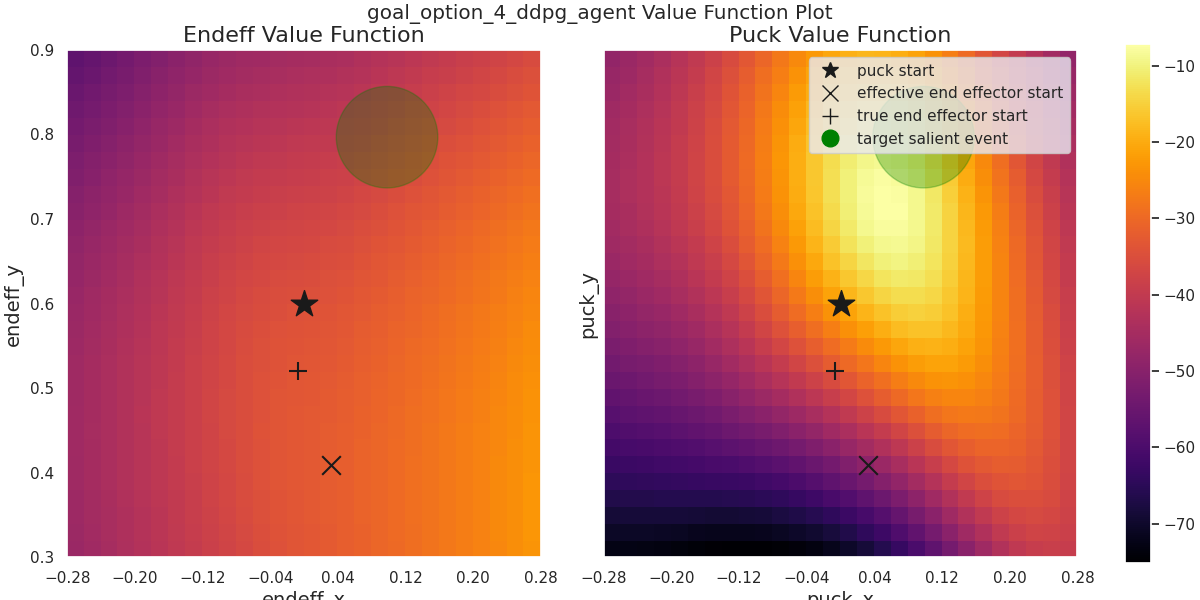 goal_option_4_ddpg_agent Value Function Plot
Endeff Value Function
Puck Value Function
0.9
0.8
0.7
0.6
0.5
0.4
0.3
endeff_y
−0.28 −0.20 −0.12 −0.04 0.04 0.12 0.20 0.28
endeff_x
puck_y
puck start
effective end effector start
true end effector start
target salient event
−0.28 −0.20 −0.12 −0.04 0.04 0.12 0.20 0.28
puck_x
−10
−20
−30
−40
−50
−60
−70